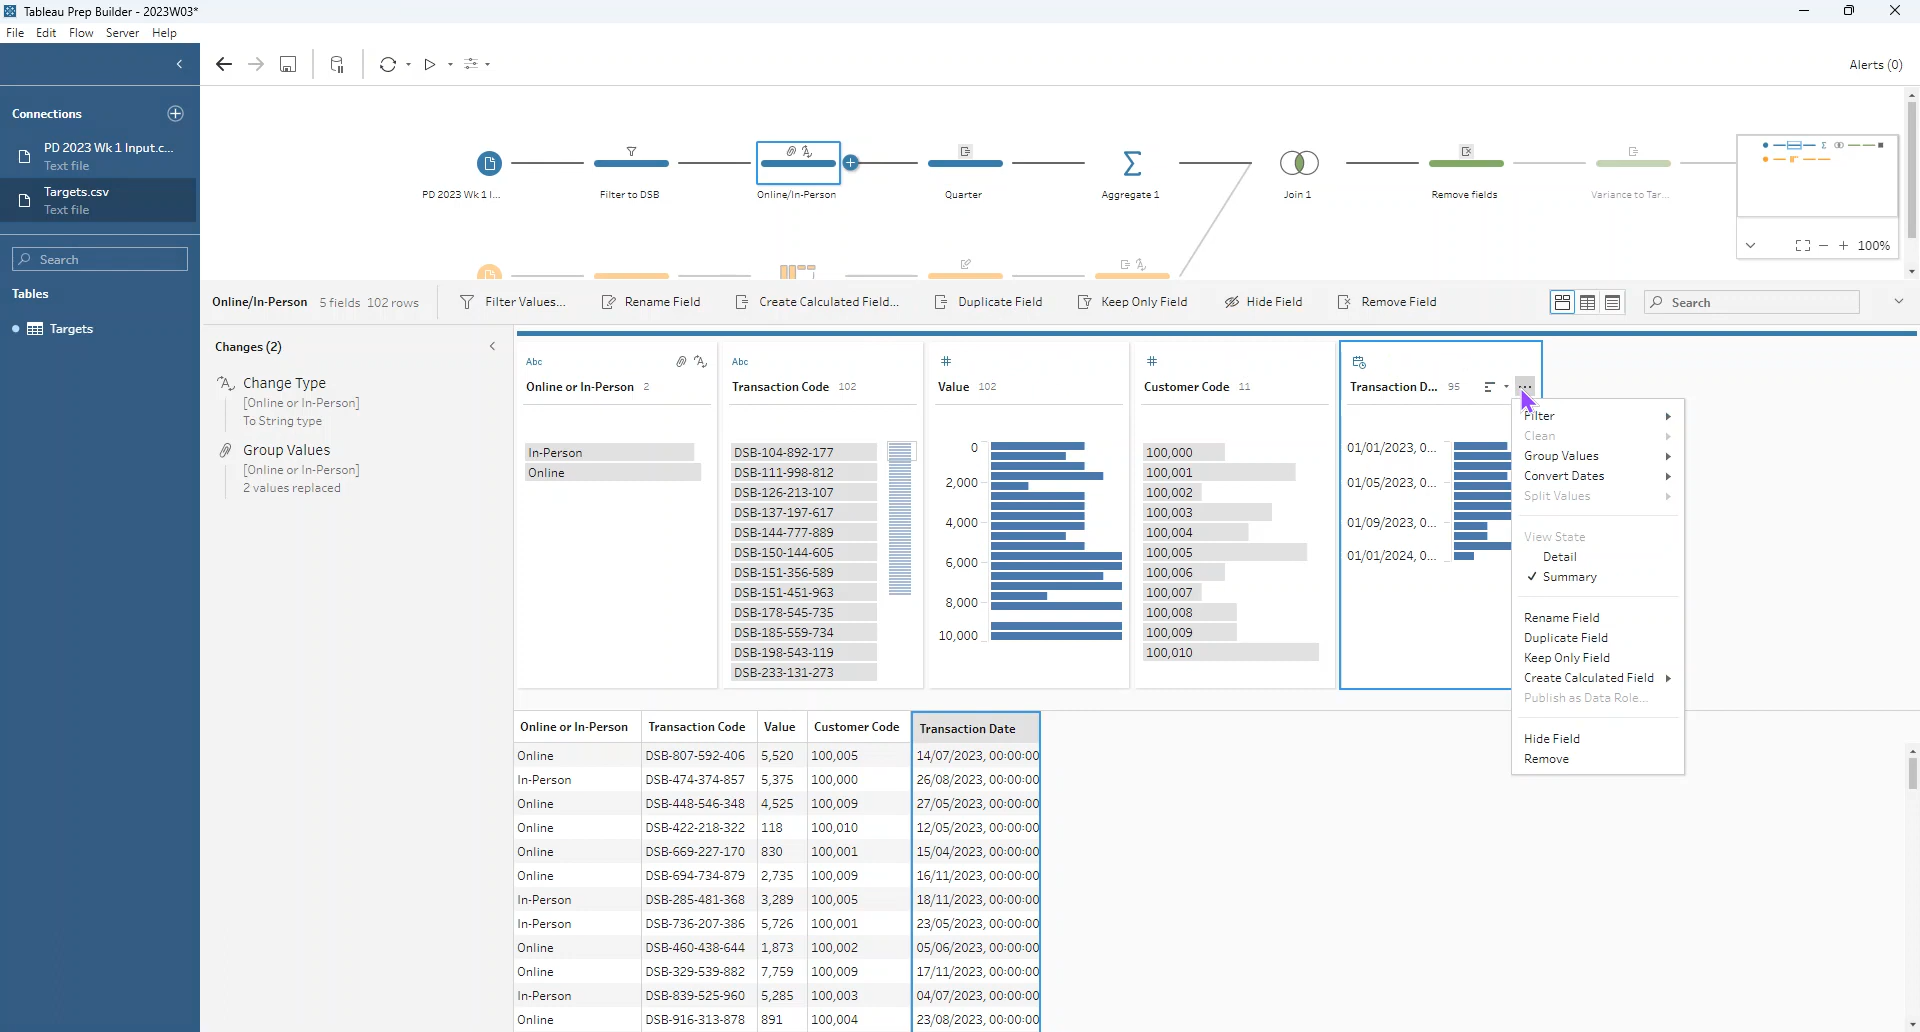 Tableau Prep Builder - 2023W03*
File Edit Flow Server Help
Alerts (0)
Connections
PD 2023 Wk 1 Input.c...
Text file
Targets.csv
Text file
Search
Tables
Targets
PD 2023 Wk 1 I...
Filter to DSB
Online/In-Person
Quarter
Aggregate 1
Join 1
Remove fields
Variance to Tar...
100%
Online/In-Person 5 fields 102 rows
Filter Values...
Rename Field
Create Calculated Field...
Duplicate Field
Keep Only Field
Hide Field
Remove Field
Search
Changes (2)
Change Type
[Online or In-Person]
To String type
Group Values
[Online or In-Person]
2 values replaced
Abc
Online or In-Person 2
In-Person
Online
Abc
Transaction Code 102
DSB-104-892-177
DSB-111-998-812
DSB-126-213-107
DSB-137-197-617
DSB-144-777-889
DSB-150-144-605
DSB-151-356-589
DSB-151-451-963
DSB-178-545-735
DSB-185-559-734
DSB-198-543-119
DSB-233-131-273
#
Value 102
0
2,000
4,000
6,000
8,000
10,000
#
Customer Code 11
100,000
100,001
100,002
100,003
100,004
100,005
100,006
100,007
100,008
100,009
100,010
Transaction D... 95
01/01/2023, 0...
01/05/2023, 0...
01/09/2023, 0...
01/01/2024, 0...
Filter
Clean
Group Values
Convert Dates
Split Values
View State
Detail
Summary
Rename Field
Duplicate Field
Keep Only Field
Create Calculated Field
Publish as Data Role...
Hide Field
Remove
Online or In-Person Transaction Code Value Customer Code Transaction Date
Online DSB-807-592-406 5,520 100,005 14/07/2023, 00:00:00
In-Person DSB-474-374-857 5,375 100,000 26/08/2023, 00:00:00
Online DSB-448-546-348 4,525 100,009 27/05/2023, 00:00:00
Online DSB-422-218-322 118 100,010 12/05/2023, 00:00:00
Online DSB-669-227-170 830 100,001 15/04/2023, 00:00:00
Online DSB-694-734-879 2,735 100,009 16/11/2023, 00:00:00
In-Person DSB-285-481-368 3,289 100,005 18/11/2023, 00:00:00
In-Person DSB-736-207-386 5,726 100,001 23/05/2023, 00:00:00
Online DSB-460-438-644 1,873 100,002 05/06/2023, 00:00:00
Online DSB-329-539-882 7,759 100,009 17/11/2023, 00:00:00
In-Person DSB-839-525-960 5,285 100,003 04/07/2023, 00:00:00
Online DSB-916-313-878 891 100,004 23/08/2023, 00:00:00